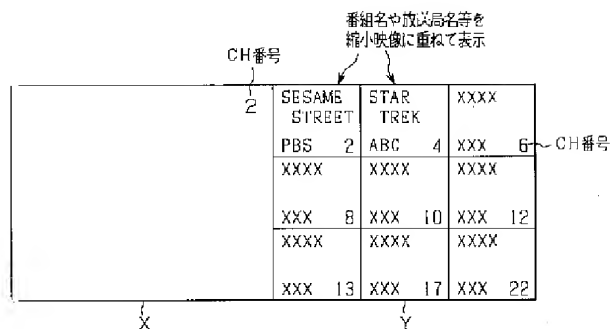 番組名や放送局名等を
縮小映像に重ねて表示
CH番号
2
SESAME STREET
PBS 2
STAR TREK
ABC 4
XXXX
XXX 6
CH番号
XXXX
XXX 8
XXXX
XXX 10
XXXX
XXX 12
XXXX
XXX 13
XXXX
XXX 17
XXXX
XXX 22
X
Y